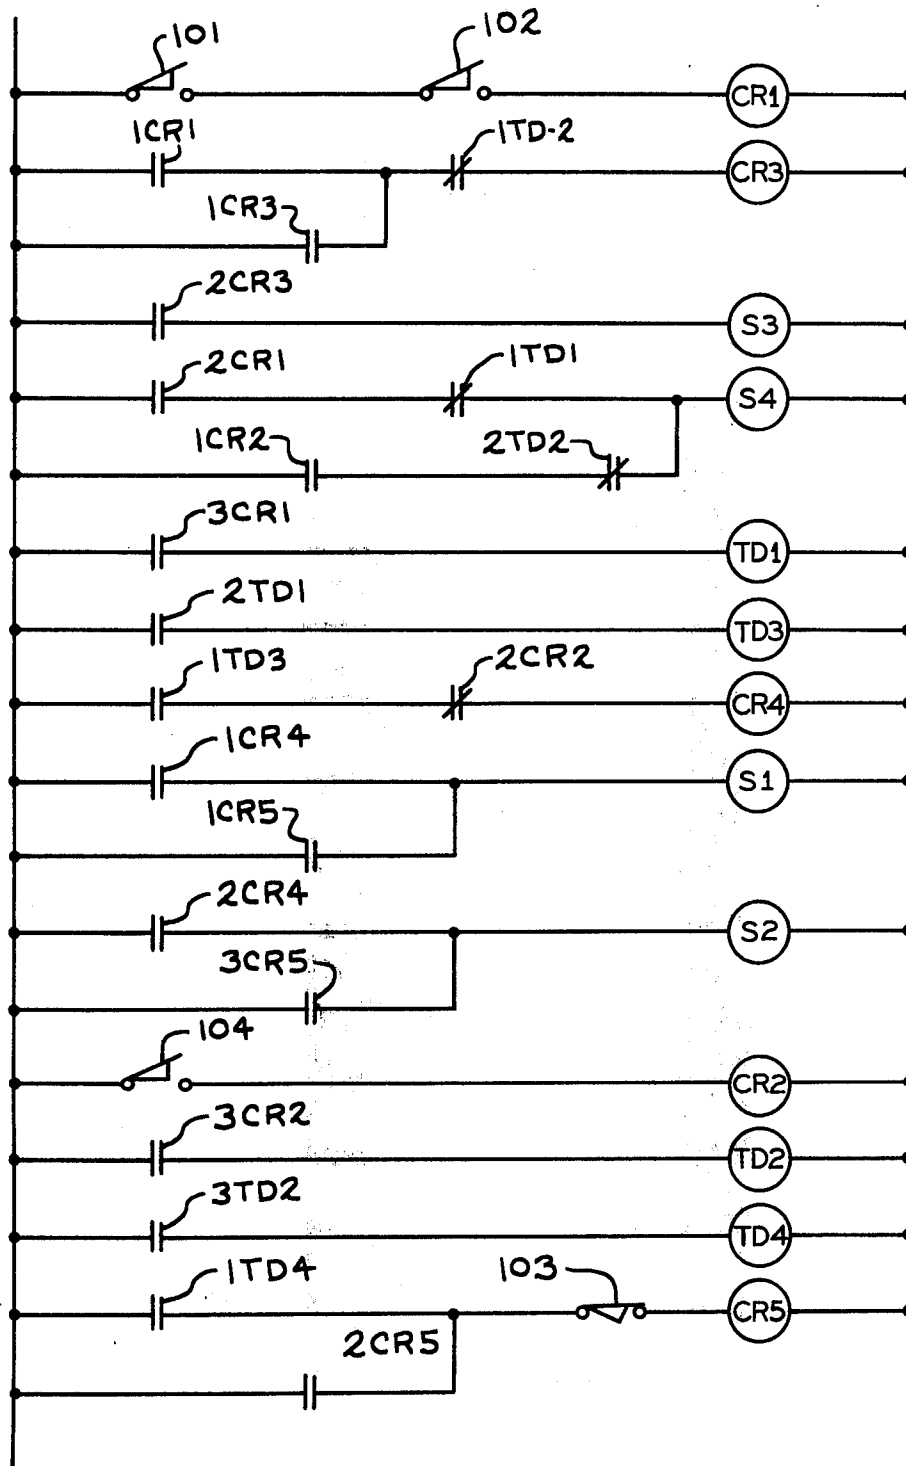 101
102
CR1
1CR1
1TD-2
CR3
1CR3
2CR3
S3
2CR1
1TD1
S4
1CR2
2TD2
3CR1
TD1
2TD1
TD3
1TD3
2CR2
CR4
1CR4
S1
1CR5
2CR4
S2
3CR5
104
CR2
3CR2
TD2
3TD2
TD4
1TD4
103
CR5
2CR5